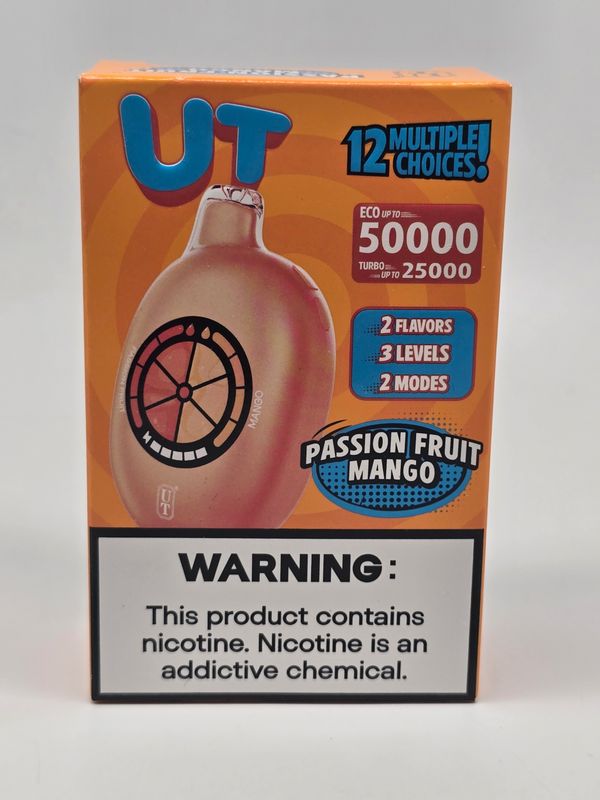 UT
12 MULTIPLE
CHOICES!
ECO UP TO
50000
TURBO
UP TO 25000
2 FLAVORS
3 LEVELS
2 MODES
PASSION FRUIT
MANGO
MANGO
UT
WARNING:
This product contains
nicotine. Nicotine is an
addictive chemical.